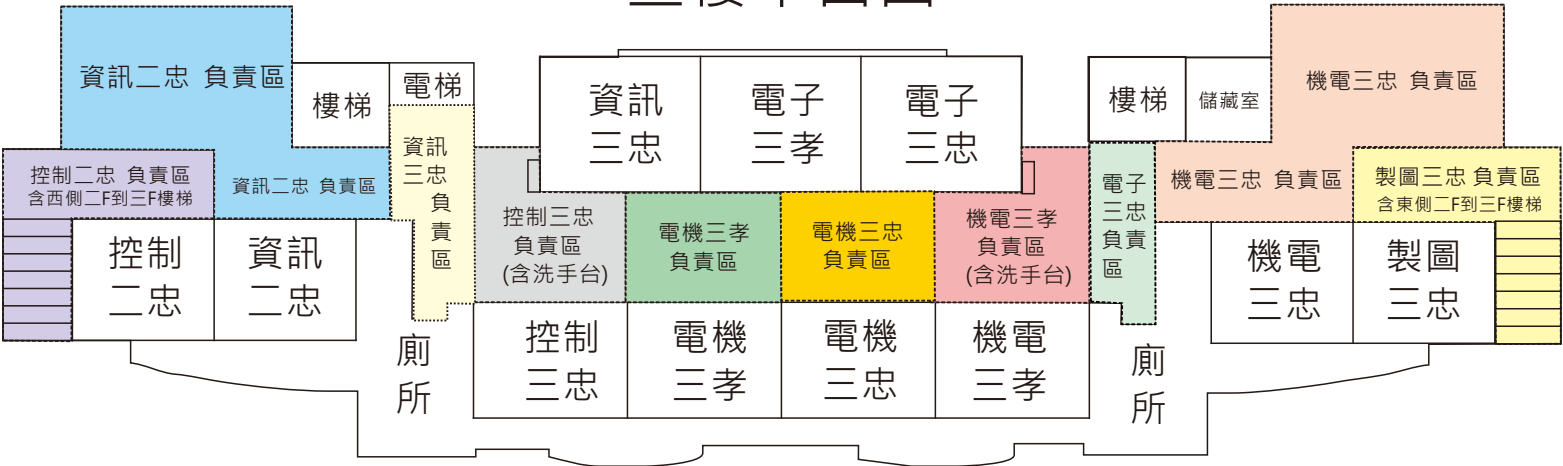 資訊二忠 負責區
樓梯
電梯
資訊
三忠
電子
三孝
電子
三忠
樓梯
儲藏室
機電三忠 負責區
控制二忠 負責區
含西側二F到三F樓梯
資訊二忠 負責區
資訊
三忠
負
責
區
控制三忠
負責區
(含洗手台)
電機三孝
負責區
電機三忠
負責區
機電三孝
負責區
(含洗手台)
電子
三忠
負責
區
機電三忠 負責區
製圖三忠 負責區
含東側二F到三F樓梯
控制
二忠
資訊
二忠
機電
三忠
製圖
三忠
廁
所
控制
三忠
電機
三孝
電機
三忠
機電
三孝
廁
所